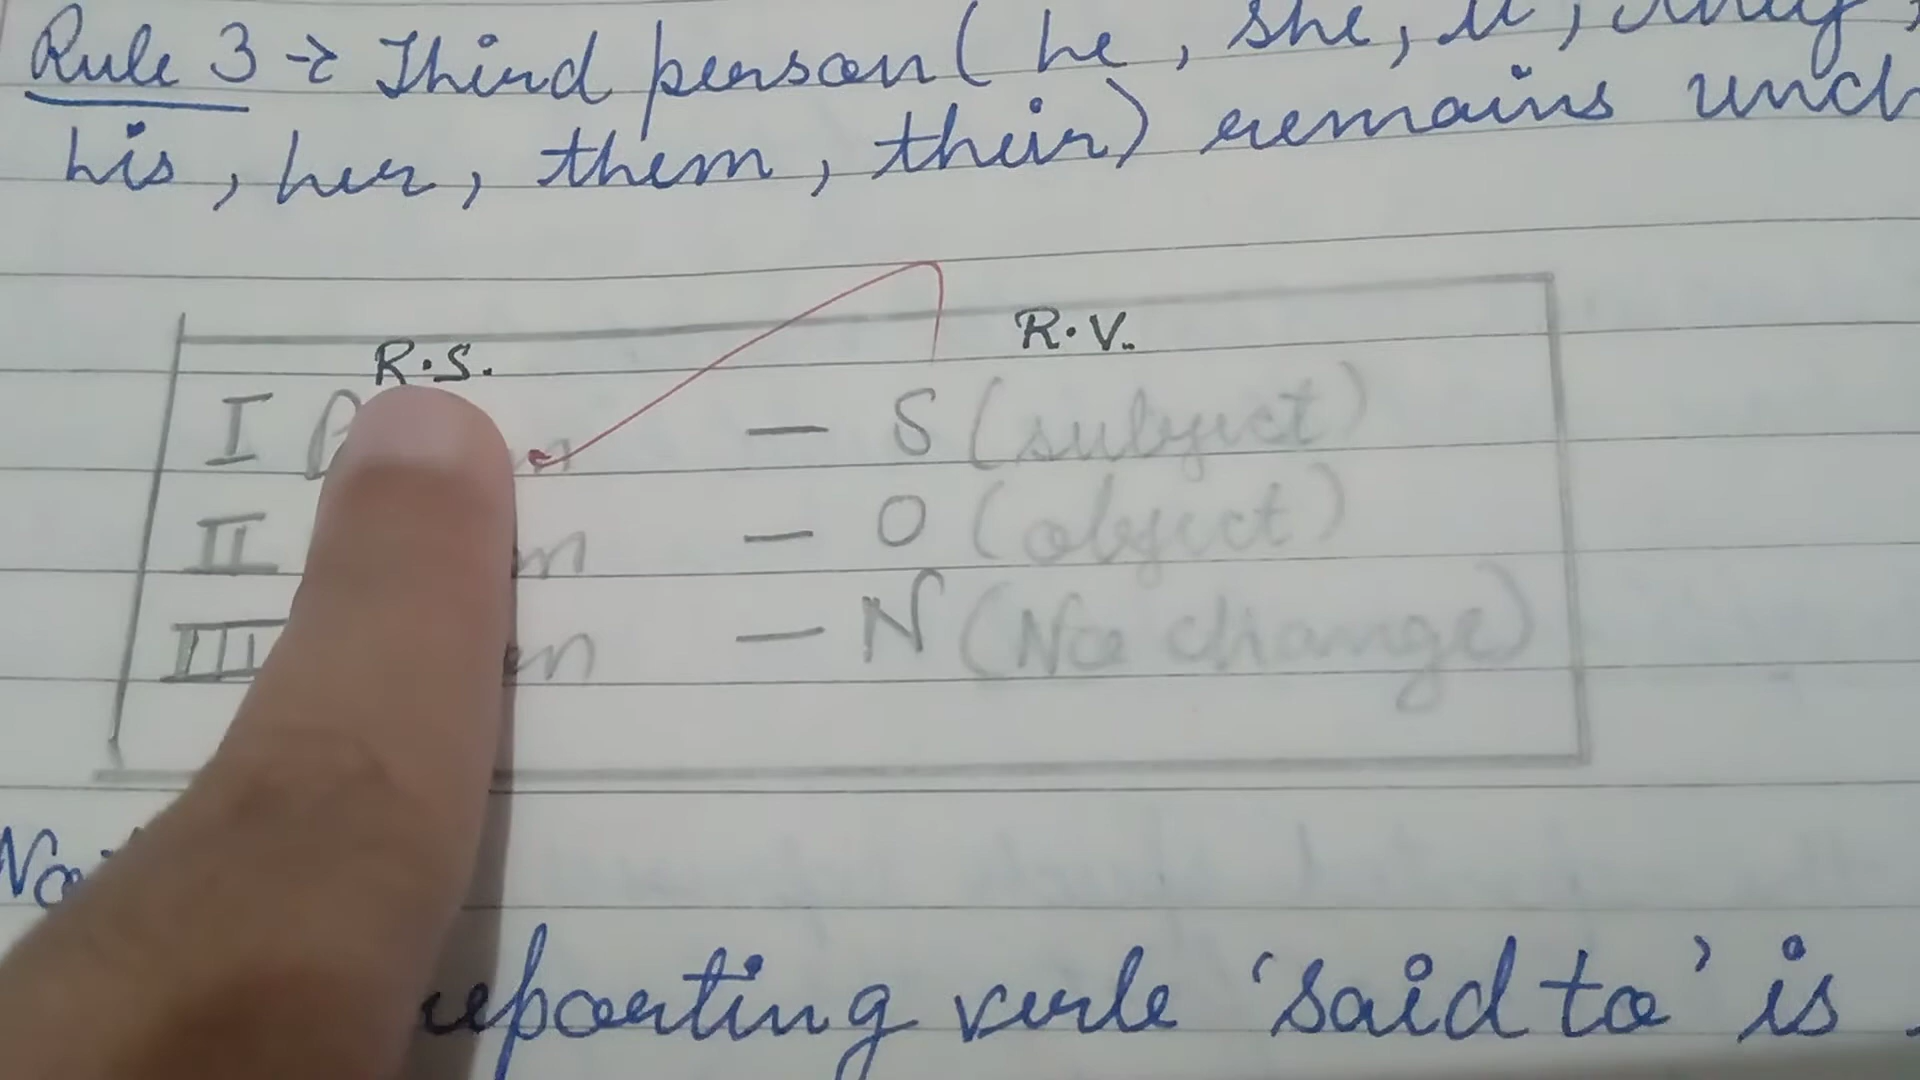 Rule 3 → Third person (he, she, it, they,
his, her, them, their) remains
R.S. R.V.
I — S (subject)
II — O (object)
III — N (No change)
reporting verb 'said to' is